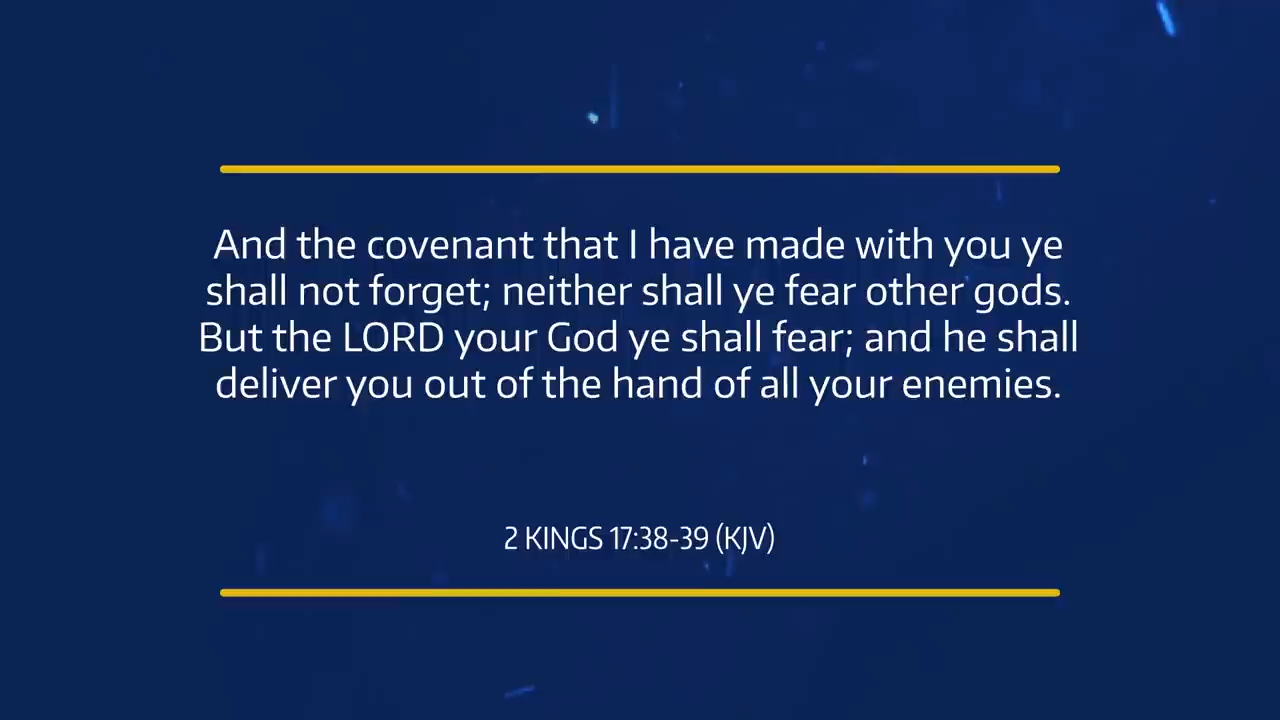 And the covenant that I have made with you ye
shall not forget; neither shall ye fear other gods.
But the LORD your God ye shall fear; and he shall
deliver you out of the hand of all your enemies.
2 KINGS 17:38-39 (KJV)